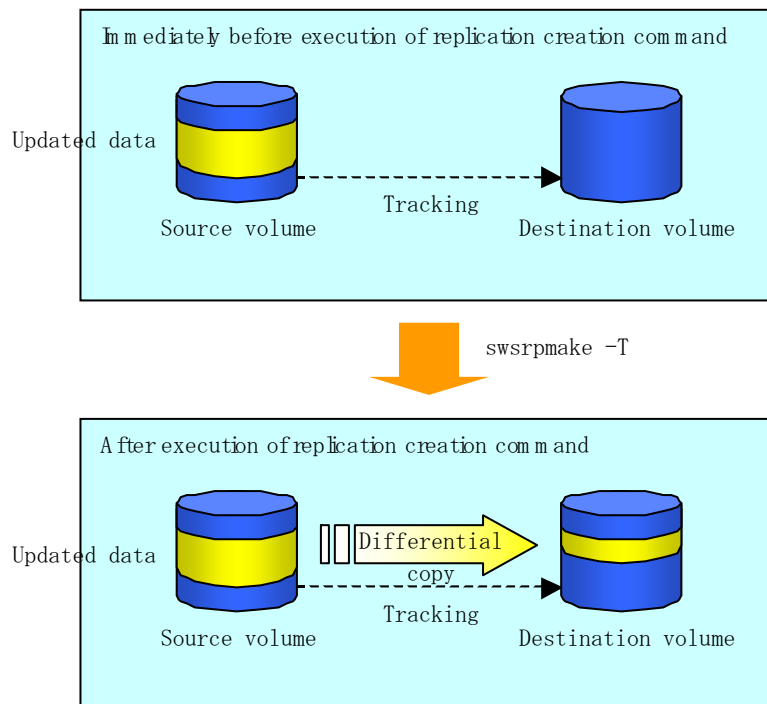 Immediately before execution of replication creation command
Updated data
Tracking
Source volume
Destination volume
swsrpmake -T
After execution of replication creation command
Differential
Updated data
copy
Tracking
Source volume
Destination volume